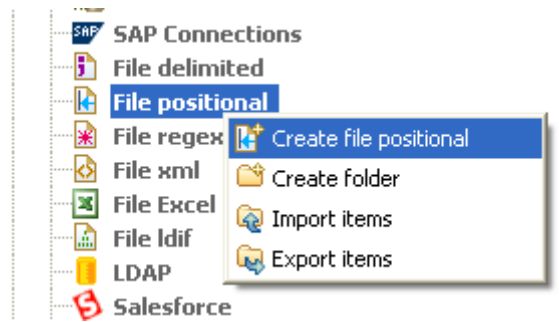 SAP SAP Connections
File delimited
File positional
File regex
Create file positional
File xml
Create folder
File Excel
Import items
File ldif
Export items
LDAP
Salesforce